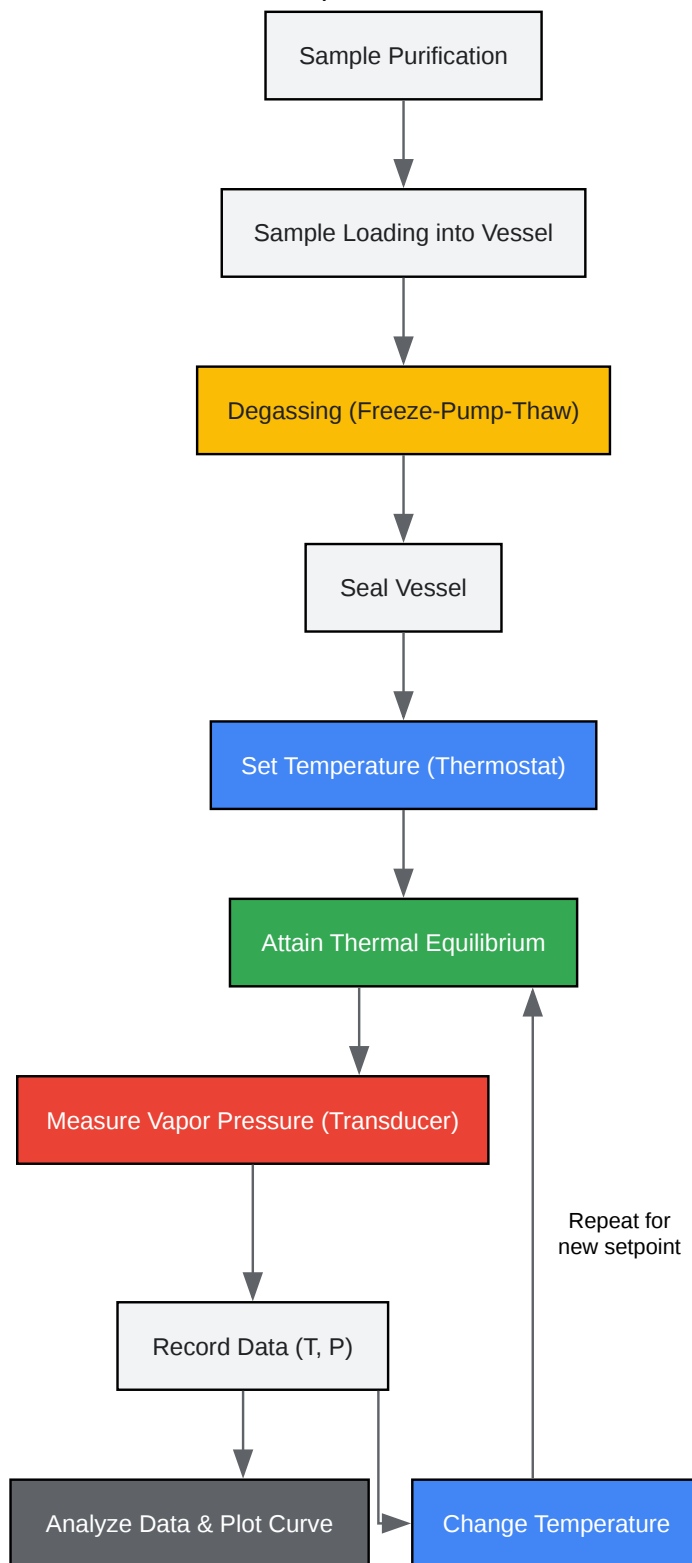 Sample Purification
Sample Loading into Vessel
Degassing (Freeze-Pump-Thaw)
Seal Vessel
Set Temperature (Thermostat)
Attain Thermal Equilibrium
Measure Vapor Pressure (Transducer)
Repeat for
new setpoint
Record Data (T, P)
Analyze Data & Plot Curve
Change Temperature